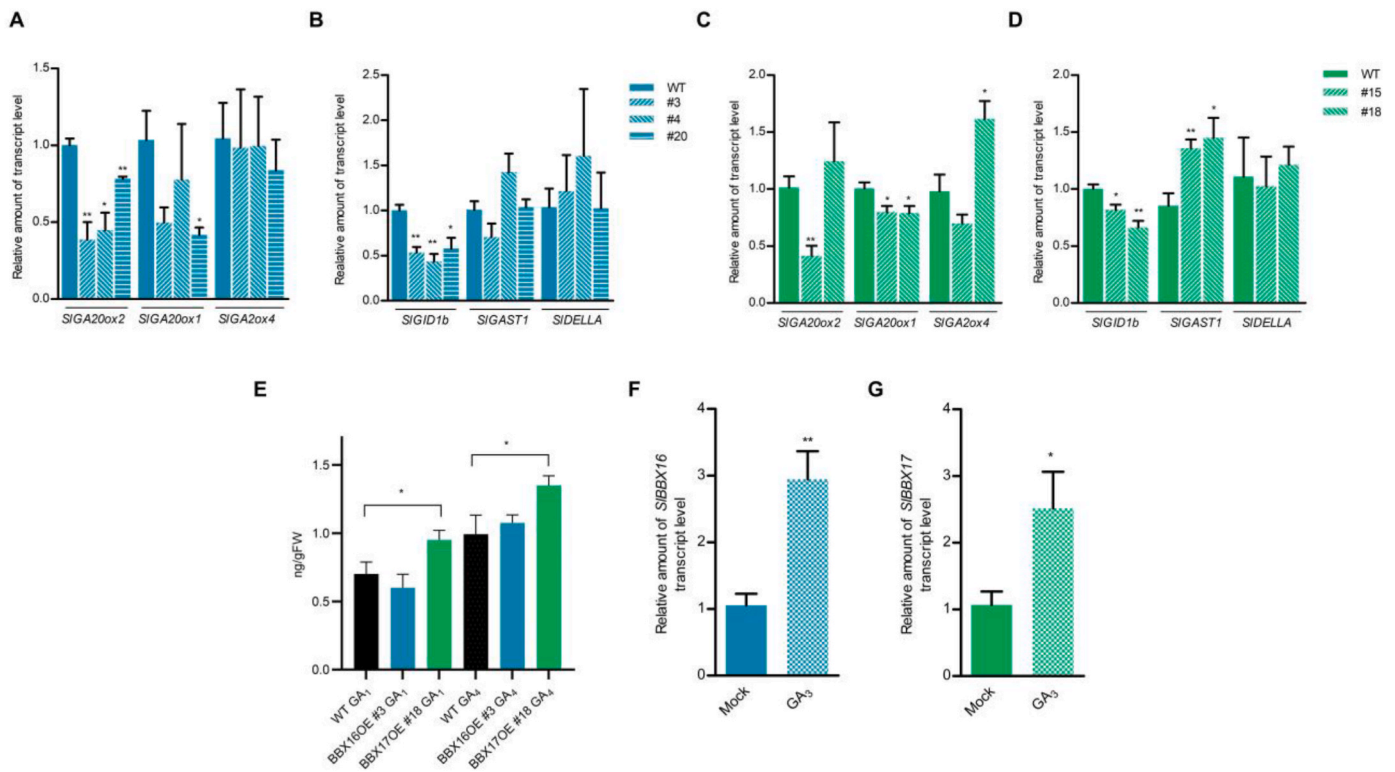 A
Relative amount of transcript level
1.5
1.0
0.5
0.0
**
*
**
*
SlGA20ox2 SlGA20ox1 SlGA2ox4
B
Realative amount of transcript level
2.5
2.0
1.5
1.0
0.5
0.0
**
**
*
SlGID1b SlGAST1 SlDELLA
WT
#3
#4
#20
C
Relative amount of transcript level
2.0
1.5
1.0
0.5
0.0
**
*
*
*
SlGA20ox2 SlGA20ox1 SlGA2ox4
D
Relative amount of transcript level
2.0
1.5
1.0
0.5
0.0
*
**
**
*
SlGID1b SlGAST1 SlDELLA
WT
#15
#18
E
ng/gFW
1.5
1.0
0.5
0.0
*
*
WT GA₁
BBX16OE #3 GA₁
BBX17OE #18 GA₁
WT GA₄
BBX16OE #3 GA₄
BBX17OE #18 GA₄
F
Relative amount of SlBBX16
transcript level
4
3
2
1
0
**
Mock
GA₃
G
Relative amount of SlBBX17
transcript level
4
3
2
1
0
*
Mock
GA₃